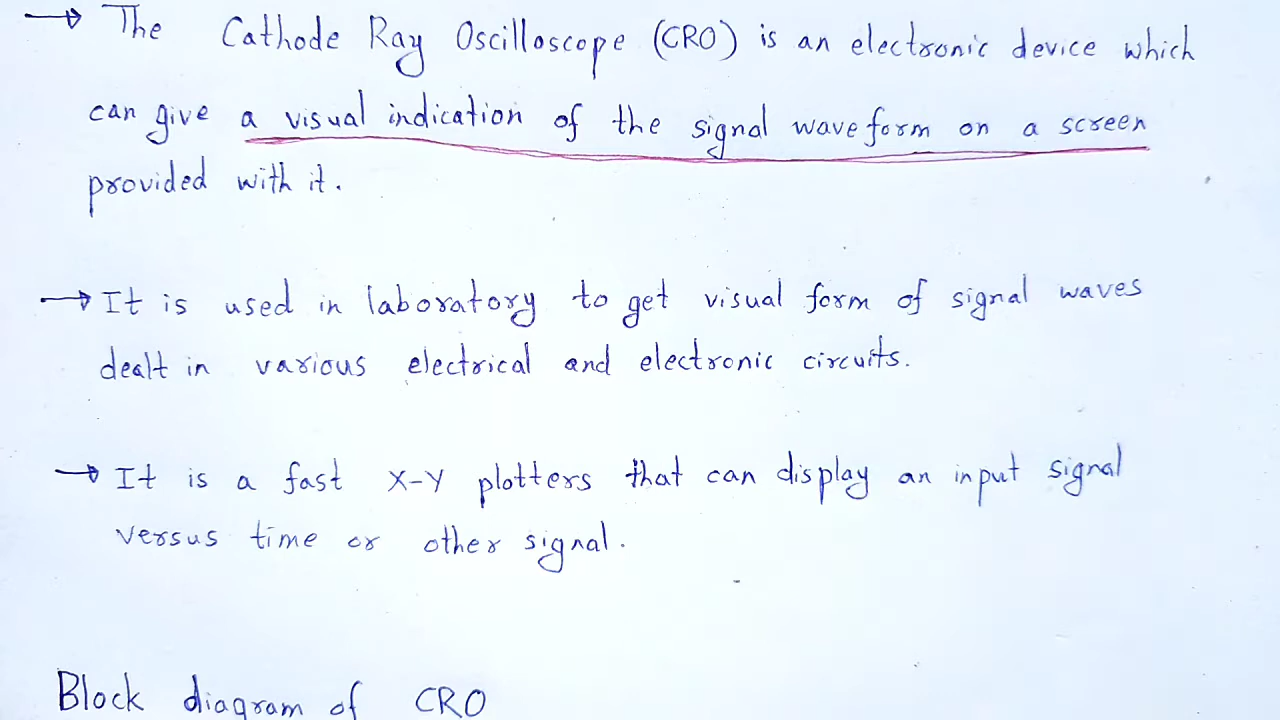 → The Cathode Ray Oscilloscope (CRO) is an electronic device which
can give a visual indication of the signal waveform on a screen
provided with it.
→ It is used in laboratory to get visual form of signal waves
dealt in various electrical and electronic circuits.
→ It is a fast X-Y plotters that can display an input signal
versus time or other signal.
Block diagram of CRO